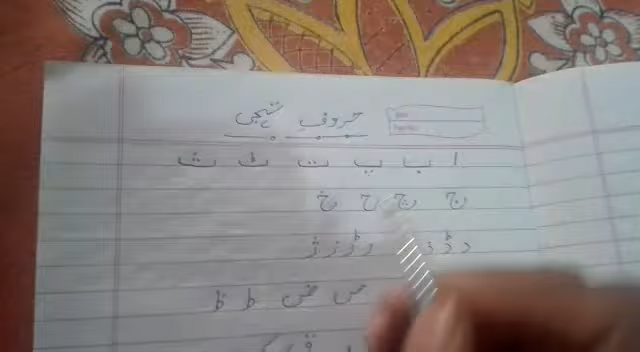 حروف تہجی
ا ب پ ت ٹ ث
ج چ ح خ
د ڈ ذ ر ڑ ز ژ
ص ض ط ظ